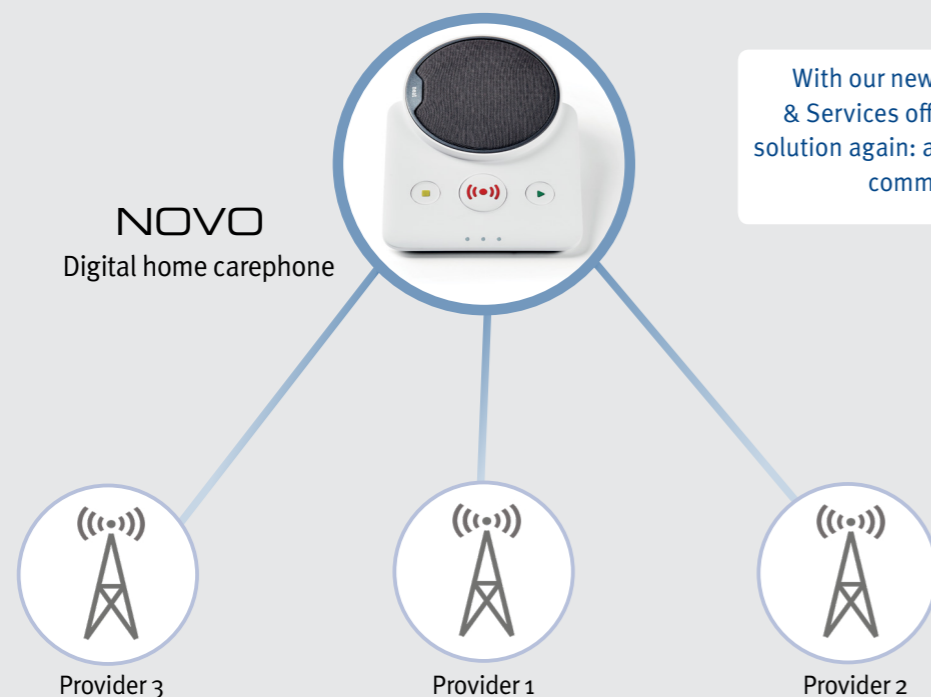 With our new
& Services off
solution again: a
comm
NOVO
Digital home carephone
Provider 3
Provider 1
Provider 2